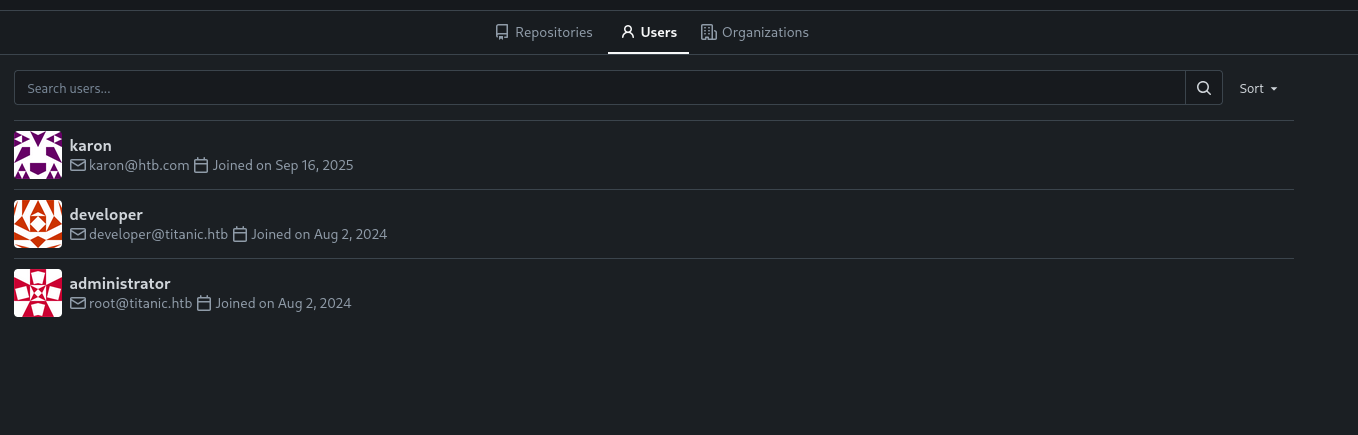 Repositories Users Organizations
Search users... Sort
karon
karon@htb.com Joined on Sep 16, 2025
developer
developer@titanic.htb Joined on Aug 2, 2024
administrator
root@titanic.htb Joined on Aug 2, 2024